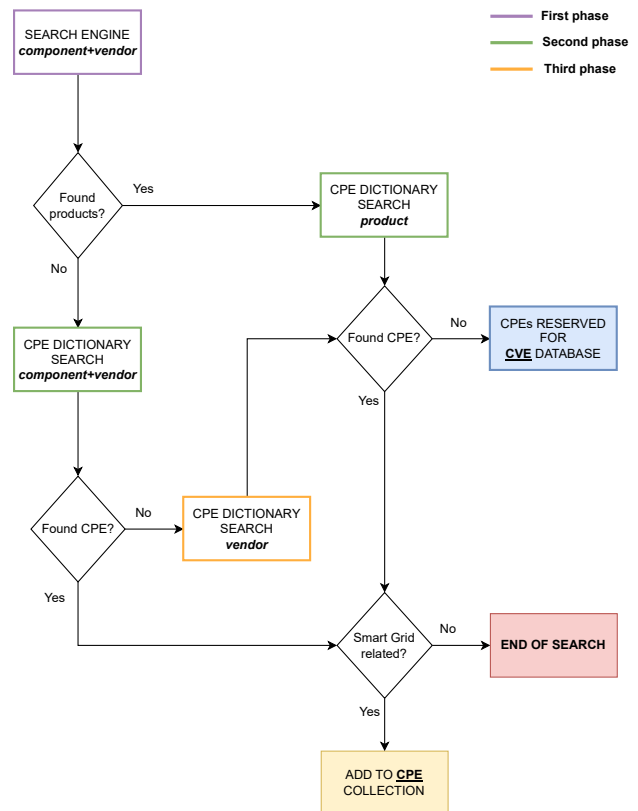 SEARCH ENGINE
component+vendor
First phase
Second phase
Third phase
Found
products?
Yes
CPE DICTIONARY
SEARCH
product
No
CPE DICTIONARY
SEARCH
component+vendor
Found CPE?
No
CPEs RESERVED
FOR
CVE DATABASE
Yes
Found CPE?
No
CPE DICTIONARY
SEARCH
vendor
Yes
Smart Grid
related?
No
END OF SEARCH
Yes
ADD TO CPE
COLLECTION